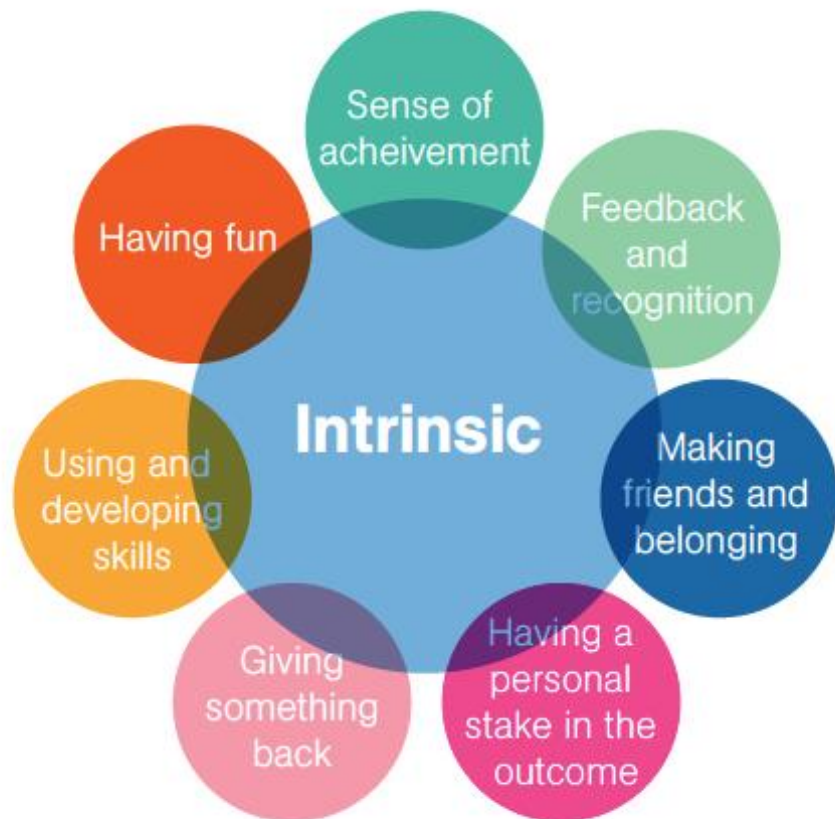 Sense of
acheivement
Feedback
and
recognition
Making
friends and
belonging
Having a
personal
stake in the
outcome
Giving
something
back
Using and
developing
skills
Having fun
Intrinsic